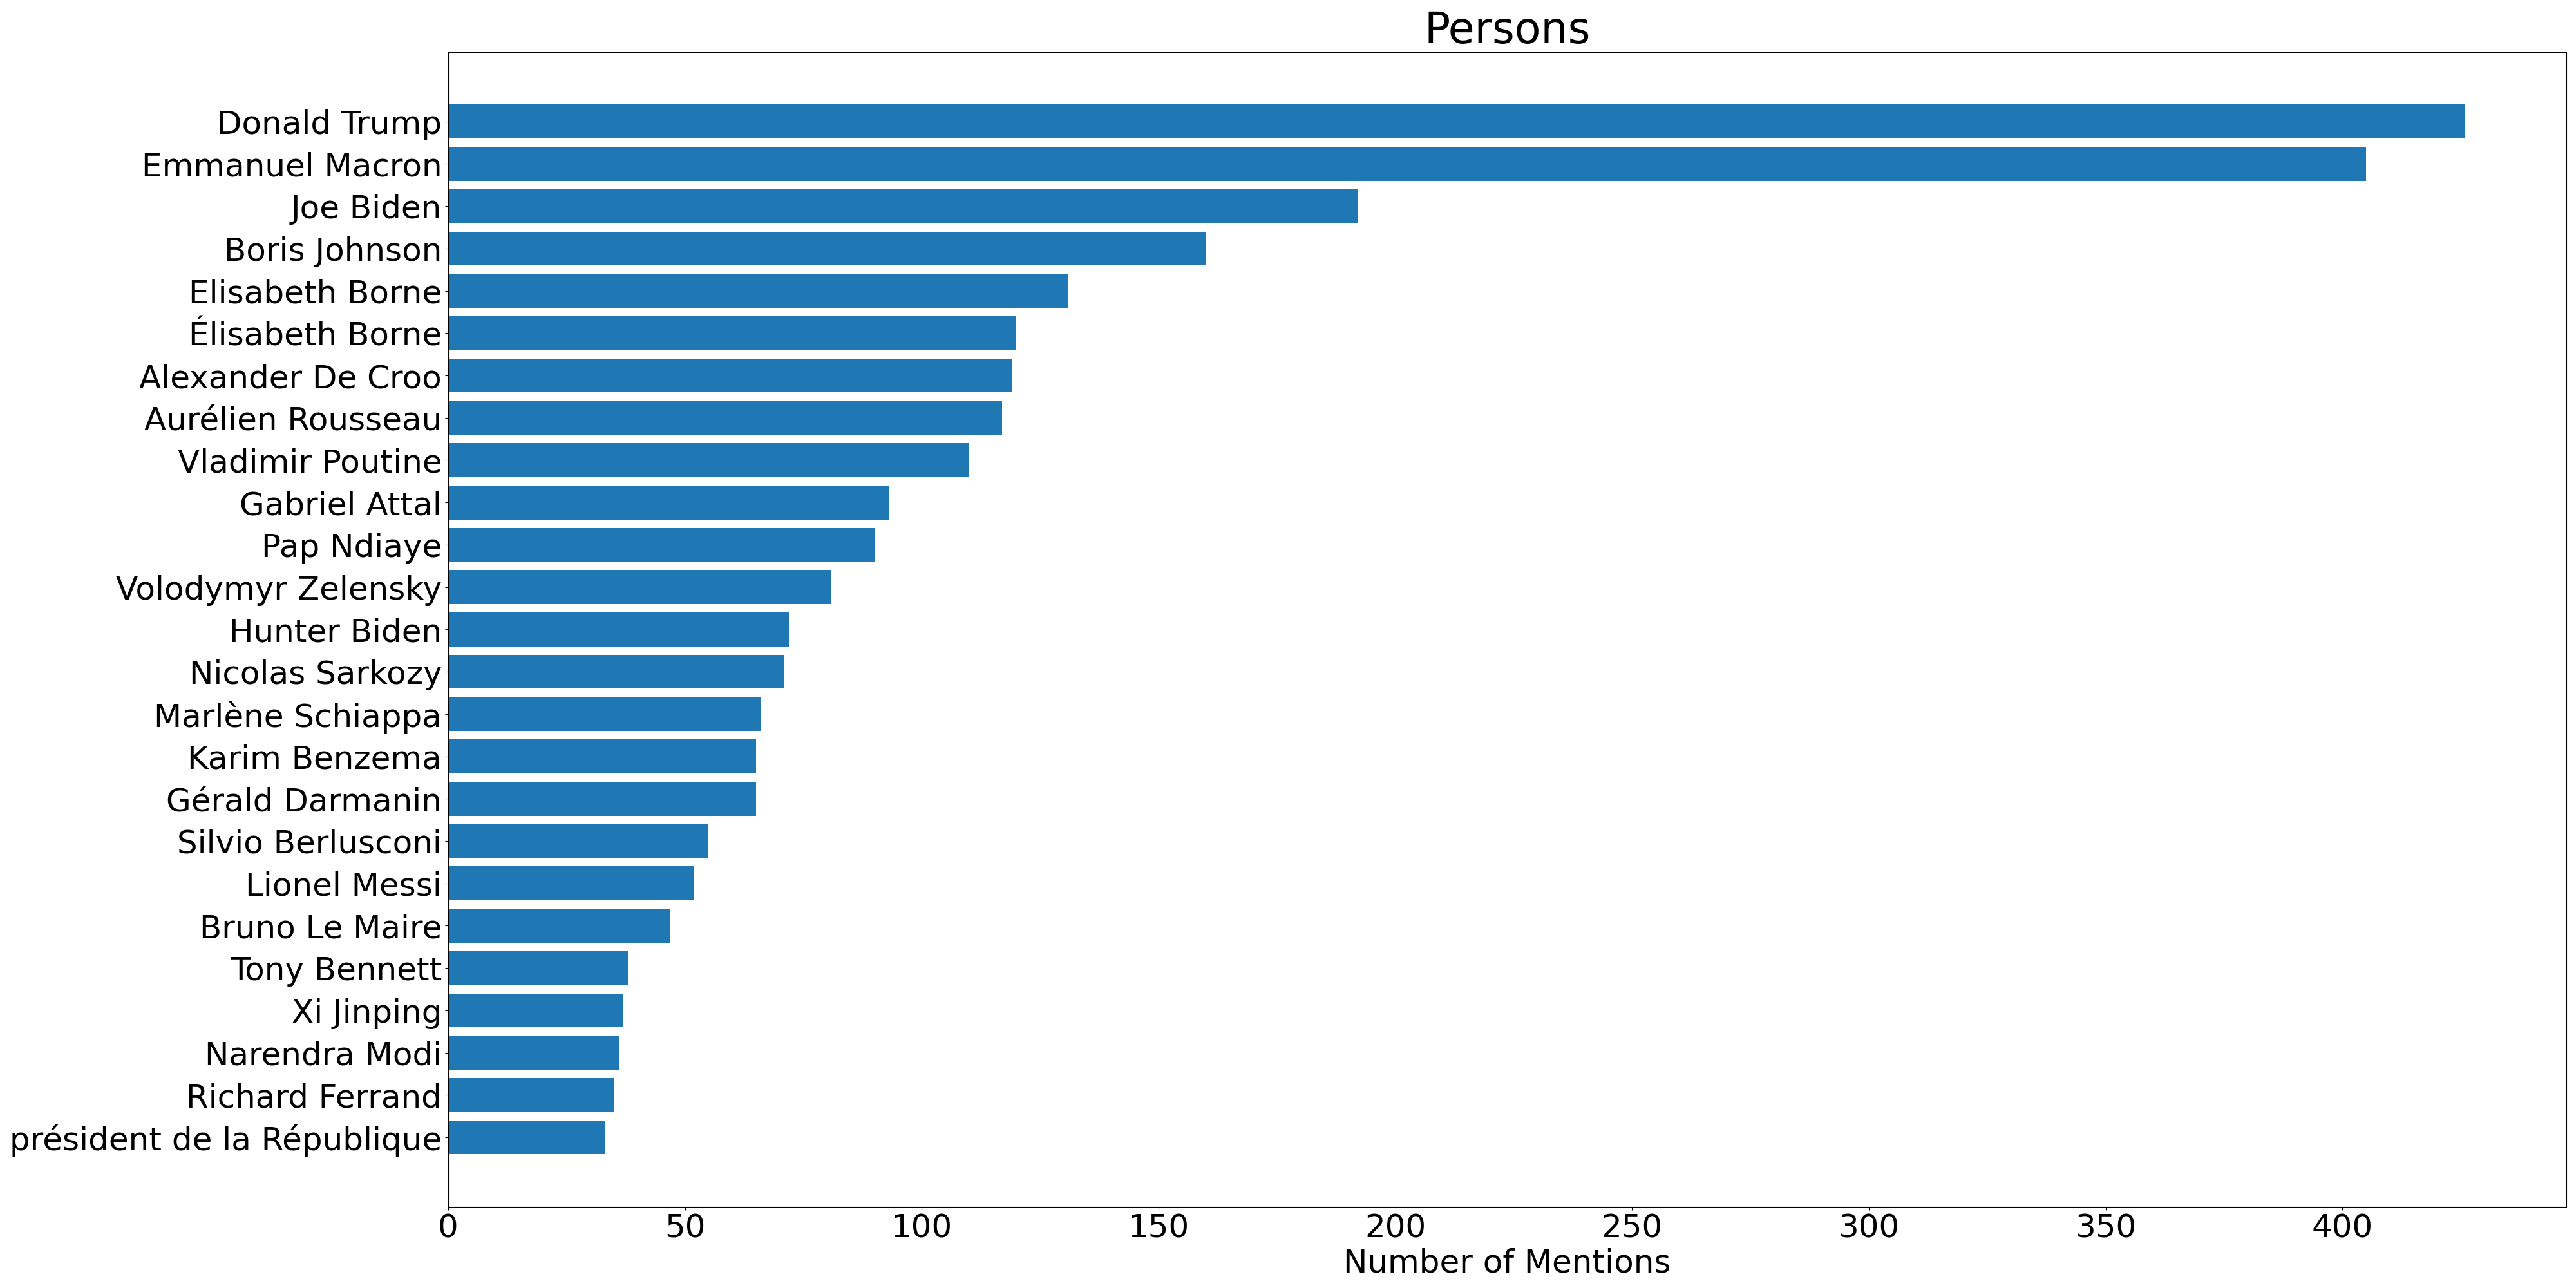 Persons
Donald Trump
Emmanuel Macron
Joe Biden
Boris Johnson
Elisabeth Borne
Élisabeth Borne
Alexander De Croo
Aurélien Rousseau
Vladimir Poutine
Gabriel Attal
Pap Ndiaye
Volodymyr Zelensky
Hunter Biden
Nicolas Sarkozy
Marlène Schiappa
Karim Benzema
Gérald Darmanin
Silvio Berlusconi
Lionel Messi
Bruno Le Maire
Tony Bennett
Xi Jinping
Narendra Modi
Richard Ferrand
président de la République
0 50 100 150 200 250 300 350 400
Number of Mentions